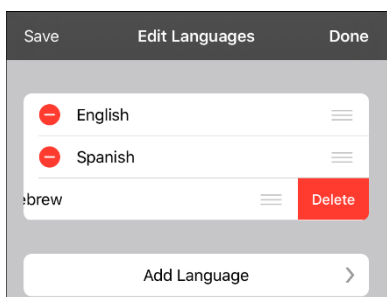 Save Edit Languages Done
English
Spanish
ebrew Delete
Add Language